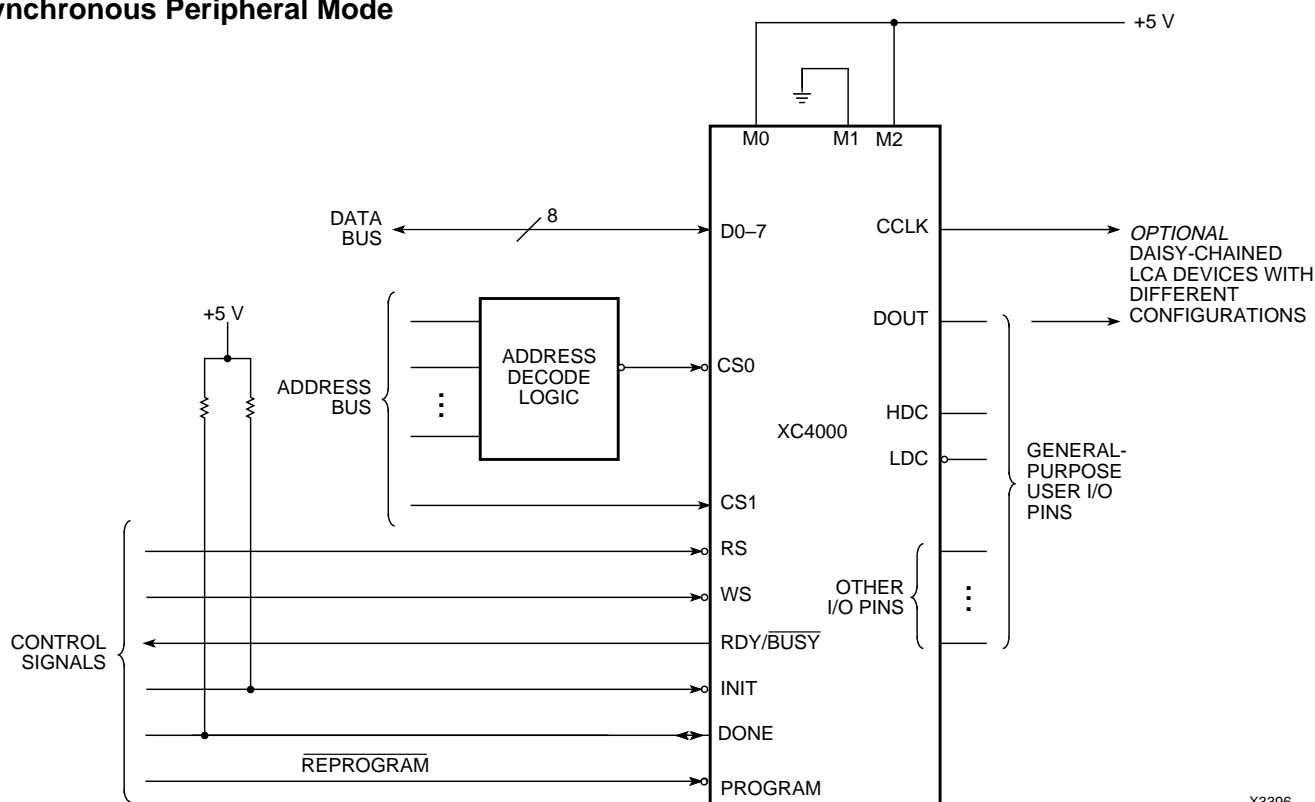 ynchronous Peripheral Mode
+5 V
M0
M1
M2
DATA
BUS
8
D0–7
CCLK
OPTIONAL
DAISY-CHAINED
LCA DEVICES WITH
DIFFERENT
CONFIGURATIONS
+5 V
ADDRESS
BUS
ADDRESS
DECODE
LOGIC
CS0
DOUT
XC4000
HDC
LDC
GENERAL-
PURPOSE
USER I/O
PINS
CS1
RS
WS
OTHER
I/O PINS
CONTROL
SIGNALS
RDY/BUSY
INIT
DONE
REPROGRAM
PROGRAM